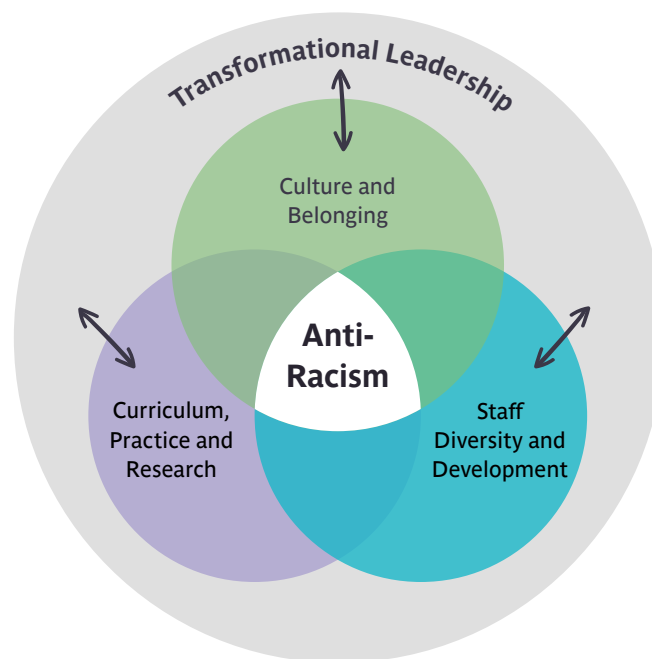 Transformational Leadership
Culture and
Belonging
Anti-
Racism
Curriculum,
Practice and
Research
Staff
Diversity and
Development